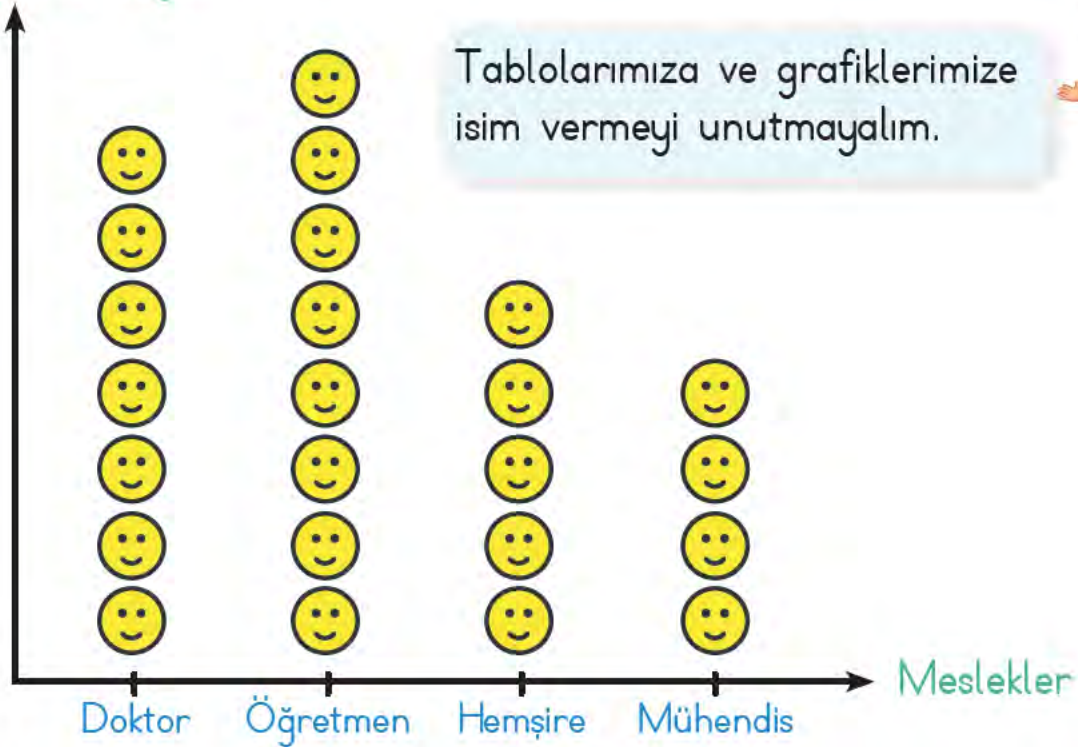 Tablolarımıza ve grafiklerimize
isim vermeyi unutmayalım.
Meslekler
Doktor Öğretmen Hemşire Mühendis